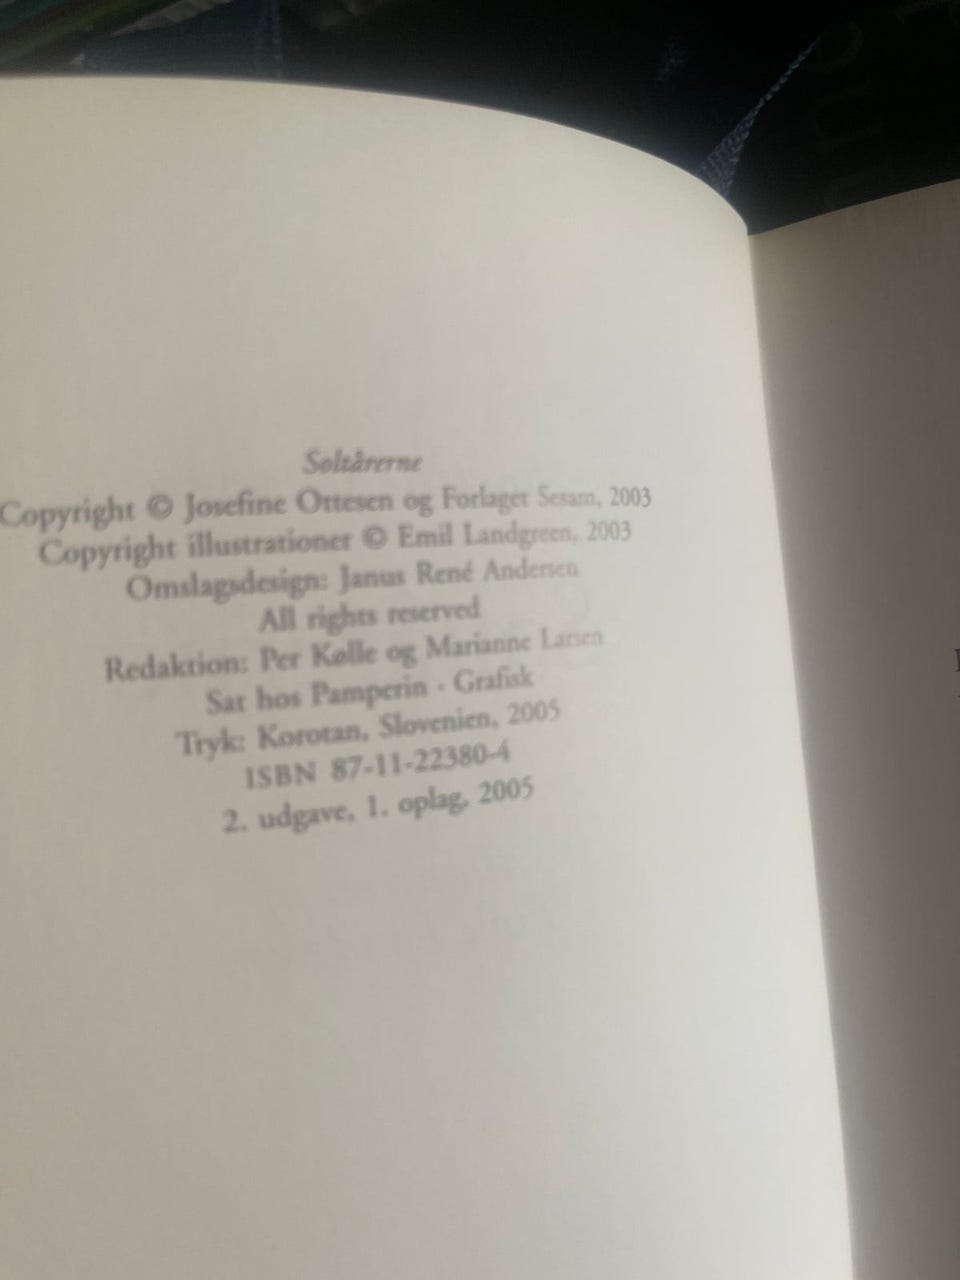 Soltårerne
Copyright © Josefine Ottesen og Forlaget Sesam, 2003
Copyright illustrationer © Emil Landgreen, 2003
Omslagsdesign: Janus René Andersen
All rights reserved
Redaktion: Per Kølle og Marianne Larsen
Sat hos Pamperin · Grafisk
Tryk: Korotan, Slovenien, 2005
ISBN 87-11-22380-4
2. udgave, 1. oplag, 2005